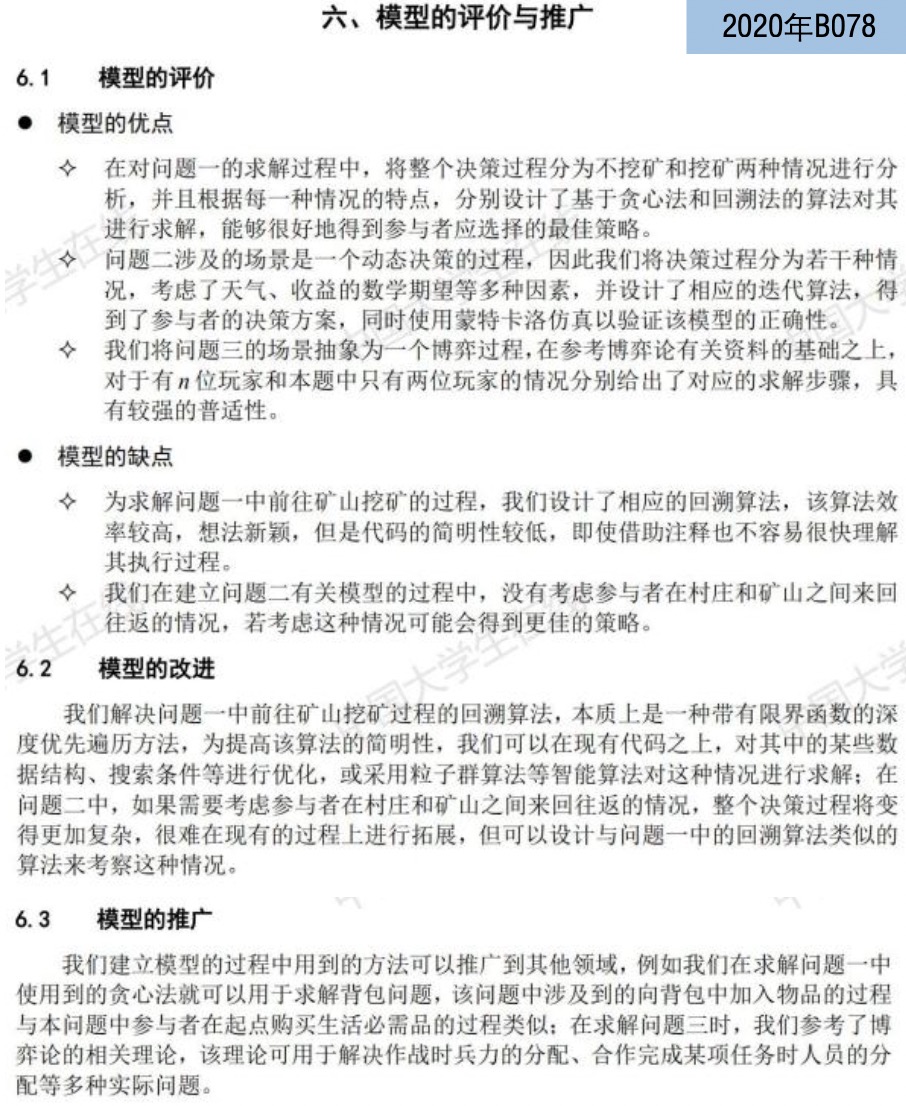 六、模型的评价与推广
2020年B078
6.1 模型的评价
● 模型的优点
✧ 在对问题一的求解过程中，将整个决策过程分为不挖矿和挖矿两种情况进行分
析，并且根据每一种情况的特点，分别设计了基于贪心法和回溯法的算法对其
进行求解，能够很好地得到参与者应选择的最佳策略。
✧ 问题二涉及的场景是一个动态决策的过程，因此我们将决策过程分为若干种情
况，考虑了天气、收益的数学期望等多种因素，并设计了相应的迭代算法，得
到了参与者的决策方案，同时使用蒙特卡洛仿真以验证该模型的正确性。
✧ 我们将问题三的场景抽象为一个博弈过程，在参考博弈论有关资料的基础之上，
对于有n位玩家和本题中只有两位玩家的情况分别给出了对应的求解步骤，具
有较强的普适性。
● 模型的缺点
✧ 为求解问题一中前往矿山挖矿的过程，我们设计了相应的回溯算法，该算法效
率较高，想法新颖，但是代码的简明性较低，即使借助注释也不容易很快理解
其执行过程。
✧ 我们在建立问题二有关模型的过程中，没有考虑参与者在村庄和矿山之间来回
往返的情况，若考虑这种情况可能会得到更佳的策略。
6.2 模型的改进
我们解决问题一中前往矿山挖矿过程的回溯算法，本质上是一种带有限界函数的深
度优先遍历方法，为提高该算法的简明性，我们可以在现有代码之上，对其中的某些数
据结构、搜索条件等进行优化，或采用粒子群算法等智能算法对这种情况进行求解；在
问题二中，如果需要考虑参与者在村庄和矿山之间来回往返的情况，整个决策过程将变
得更加复杂，很难在现有的过程上进行拓展，但可以设计与问题一中的回溯算法类似的
算法来考察这种情况。
6.3 模型的推广
我们建立模型的过程中用到的方法可以推广到其他领域，例如我们在求解问题一中
使用到的贪心法就可以用于求解背包问题，该问题中涉及到的向背包中加入物品的过程
与本问题中参与者在起点购买生活必需品的过程类似；在求解问题三时，我们参考了博
弈论的相关理论，该理论可用于解决作战时兵力的分配、合作完成某项任务时人员的分
配等多种实际问题。